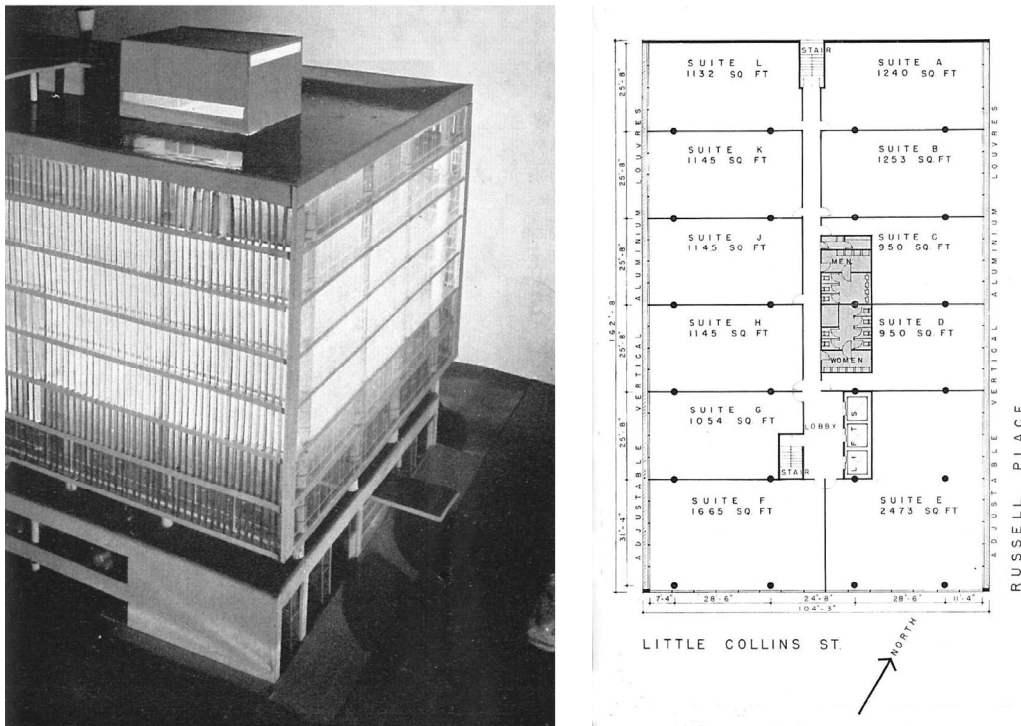 STAIR
SUITE L
1132 SQ FT
SUITE A
1240 SQ FT
SUITE K
1145 SQ FT
SUITE B
1253 SQ.FT
SUITE J
1145 SQ FT
SUITE C
950 SQ.FT
MEN
SUITE H
1145 SQ FT
SUITE D
950 SQ.FT
WOMEN
SUITE G
1054 SQ FT
LOBBY
LIFTS
STAIR
SUITE F
1665 SQ FT
SUITE E
2473 SQ FT
25'-8"
25'-8"
25'-8"
25'-8"
25'-8"
31'-4"
162'-8"
ADJUSTABLE VERTICAL ALUMINIUM LOUVRES
ADJUSTABLE VERTICAL ALUMINIUM LOUVRES
RUSSELL PLACE
7'-4" 28'-6" 24'-8" 28'-6" 11'-4"
104'-3"
LITTLE COLLINS ST.
NORTH